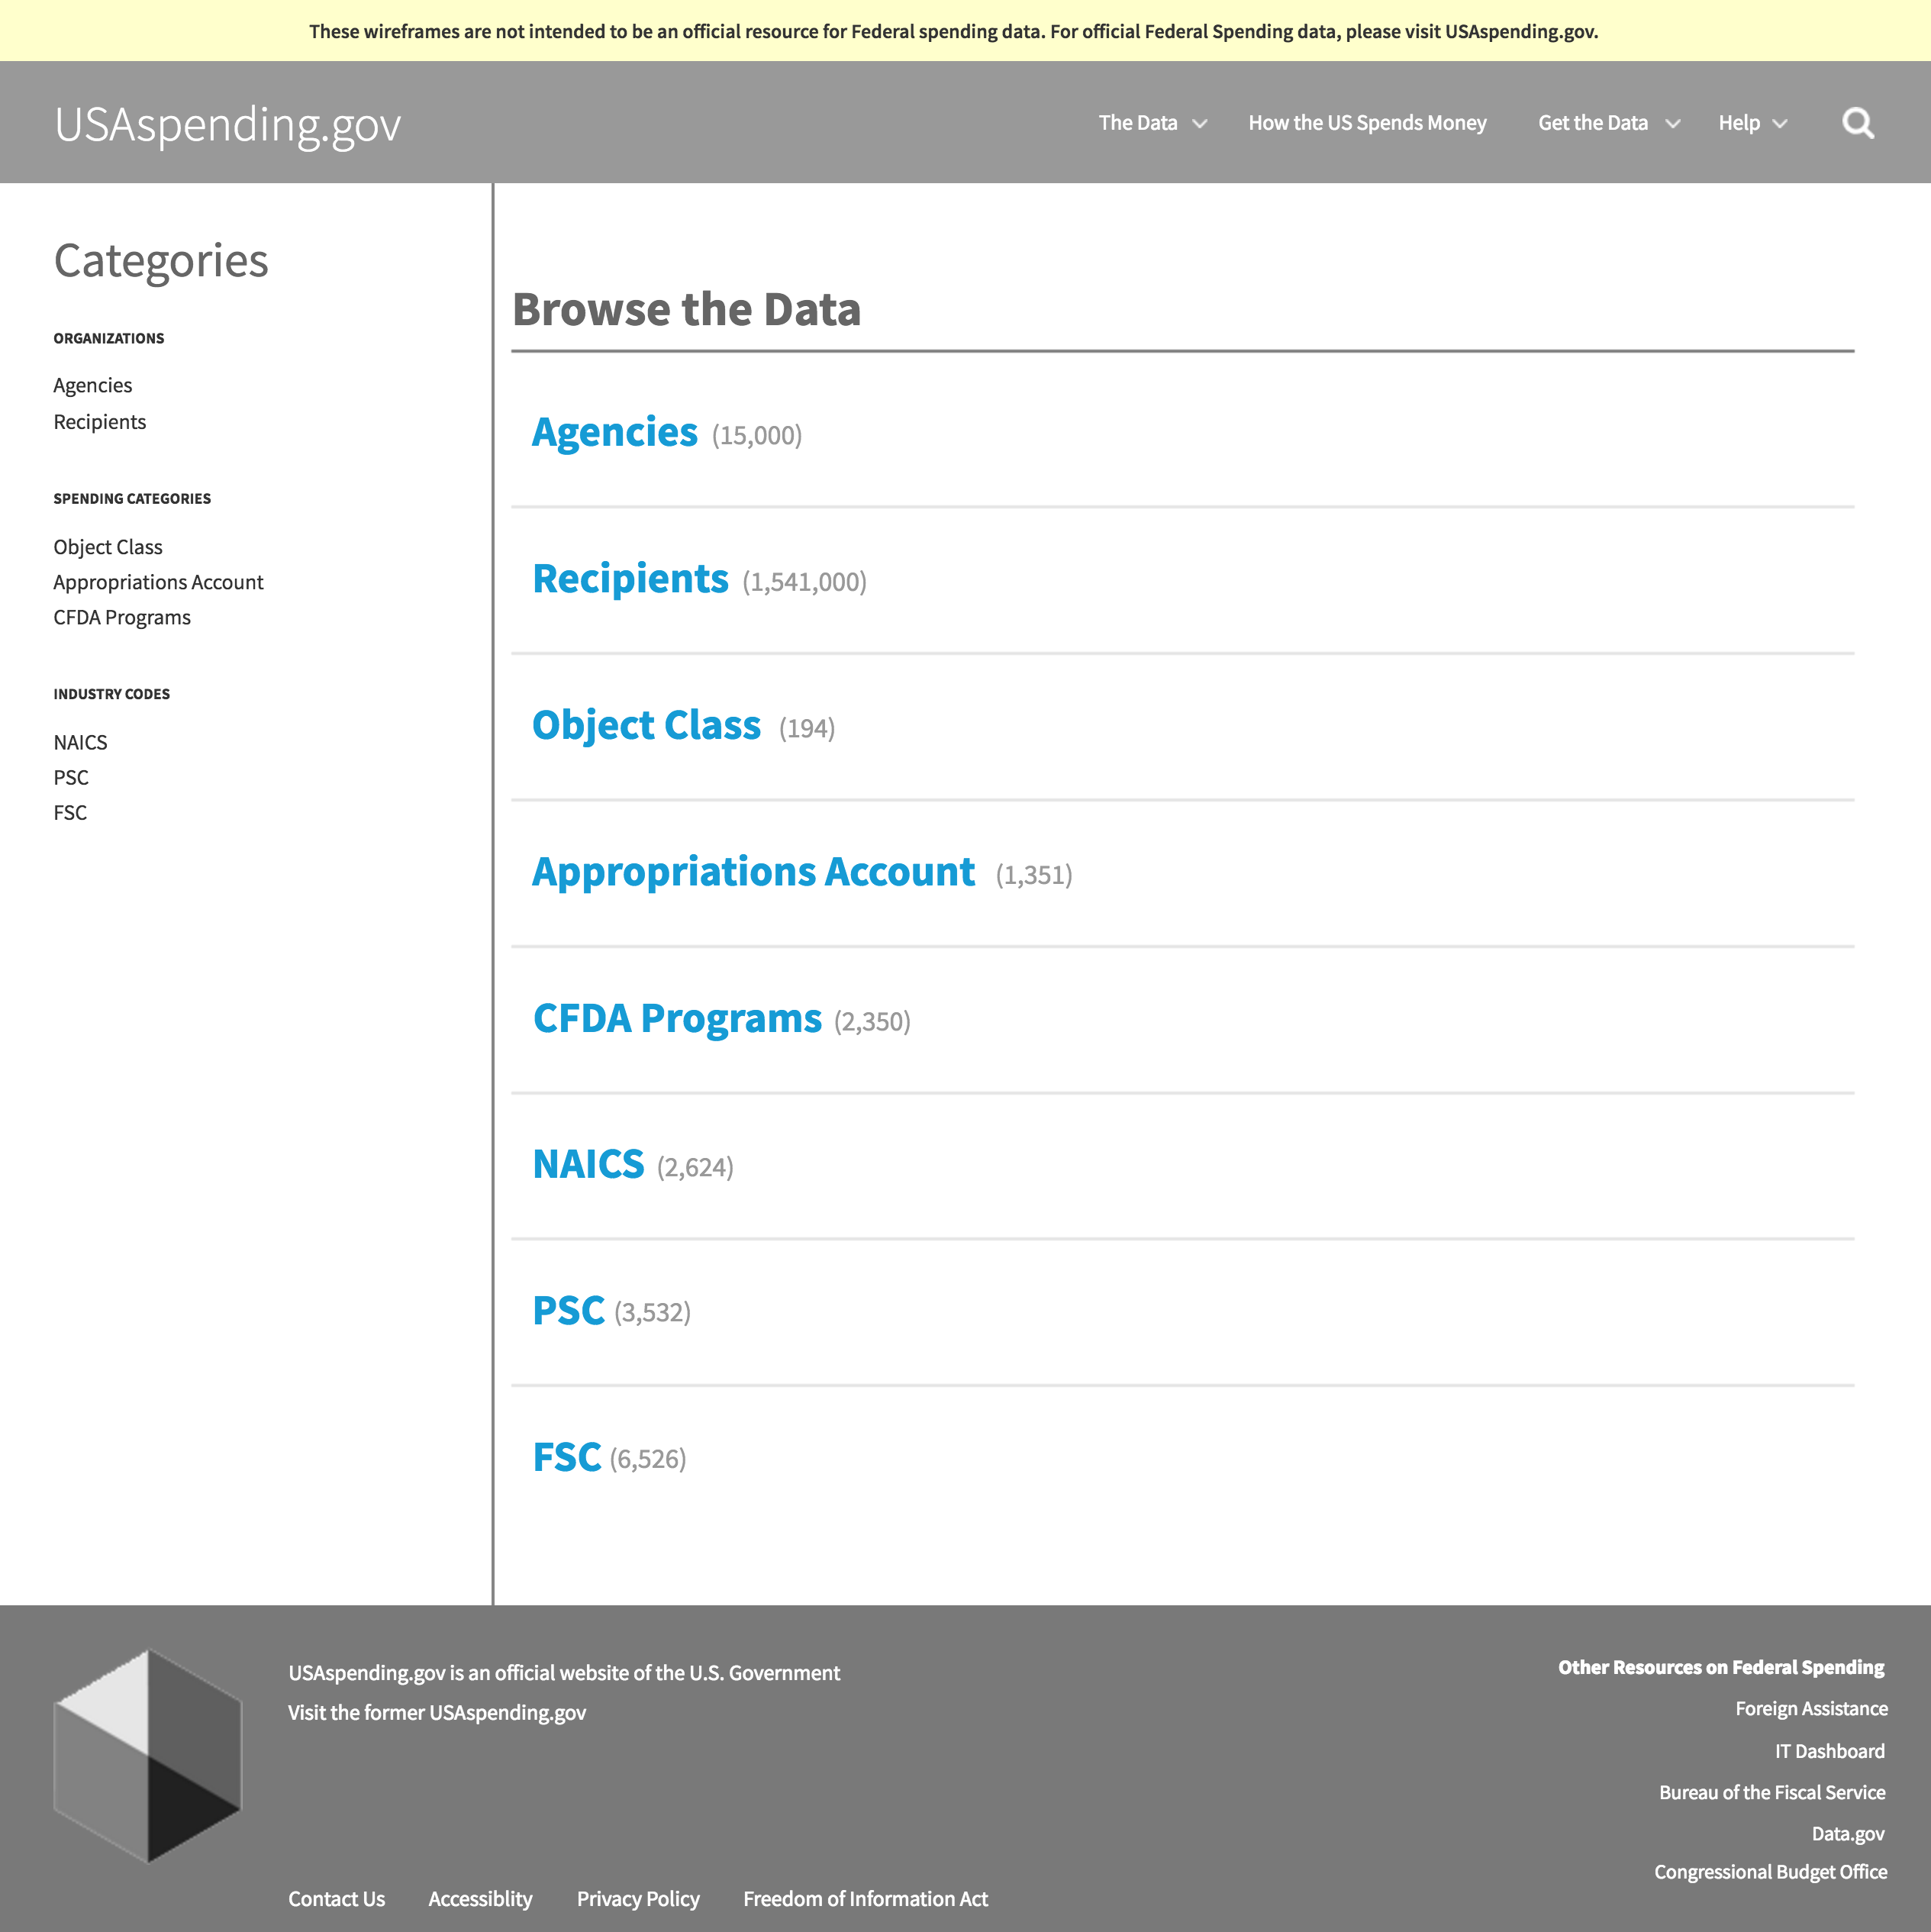 These wireframes are not intended to be an official resource for Federal spending data. For official Federal Spending data, please visit USAspending.gov.
USAspending.gov
The Data
How the US Spends Money
Get the Data
Help
Categories
ORGANIZATIONS
Agencies
Recipients
SPENDING CATEGORIES
Object Class
Appropriations Account
CFDA Programs
INDUSTRY CODES
NAICS
PSC
FSC
Browse the Data
Agencies (15,000)
Recipients (1,541,000)
Object Class (194)
Appropriations Account (1,351)
CFDA Programs (2,350)
NAICS (2,624)
PSC (3,532)
FSC (6,526)
USAspending.gov is an official website of the U.S. Government
Visit the former USAspending.gov
Contact Us
Accessiblity
Privacy Policy
Freedom of Information Act
Other Resources on Federal Spending
Foreign Assistance
IT Dashboard
Bureau of the Fiscal Service
Data.gov
Congressional Budget Office